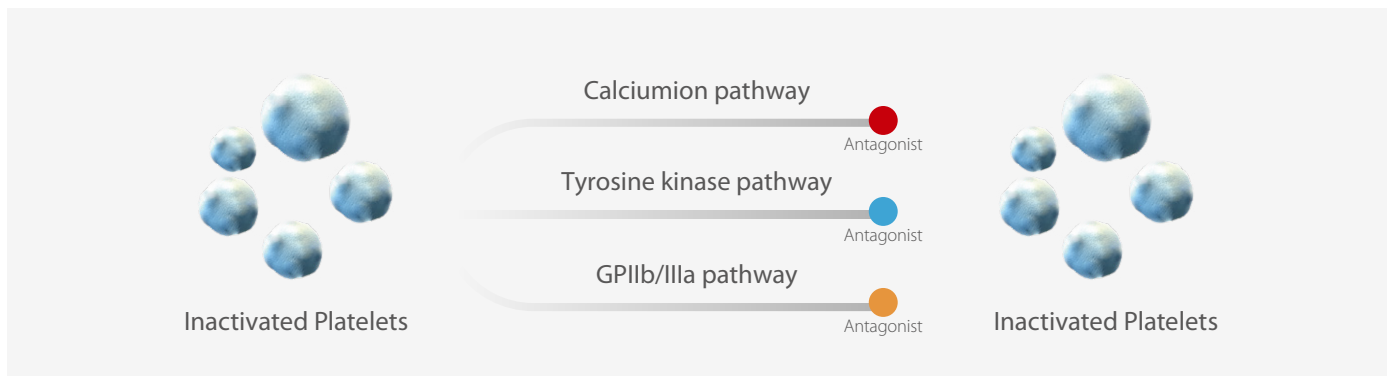 Calciumion pathway
Antagonist
Tyrosine kinase pathway
Antagonist
GPIIb/IIIa pathway
Antagonist
Inactivated Platelets
Inactivated Platelets